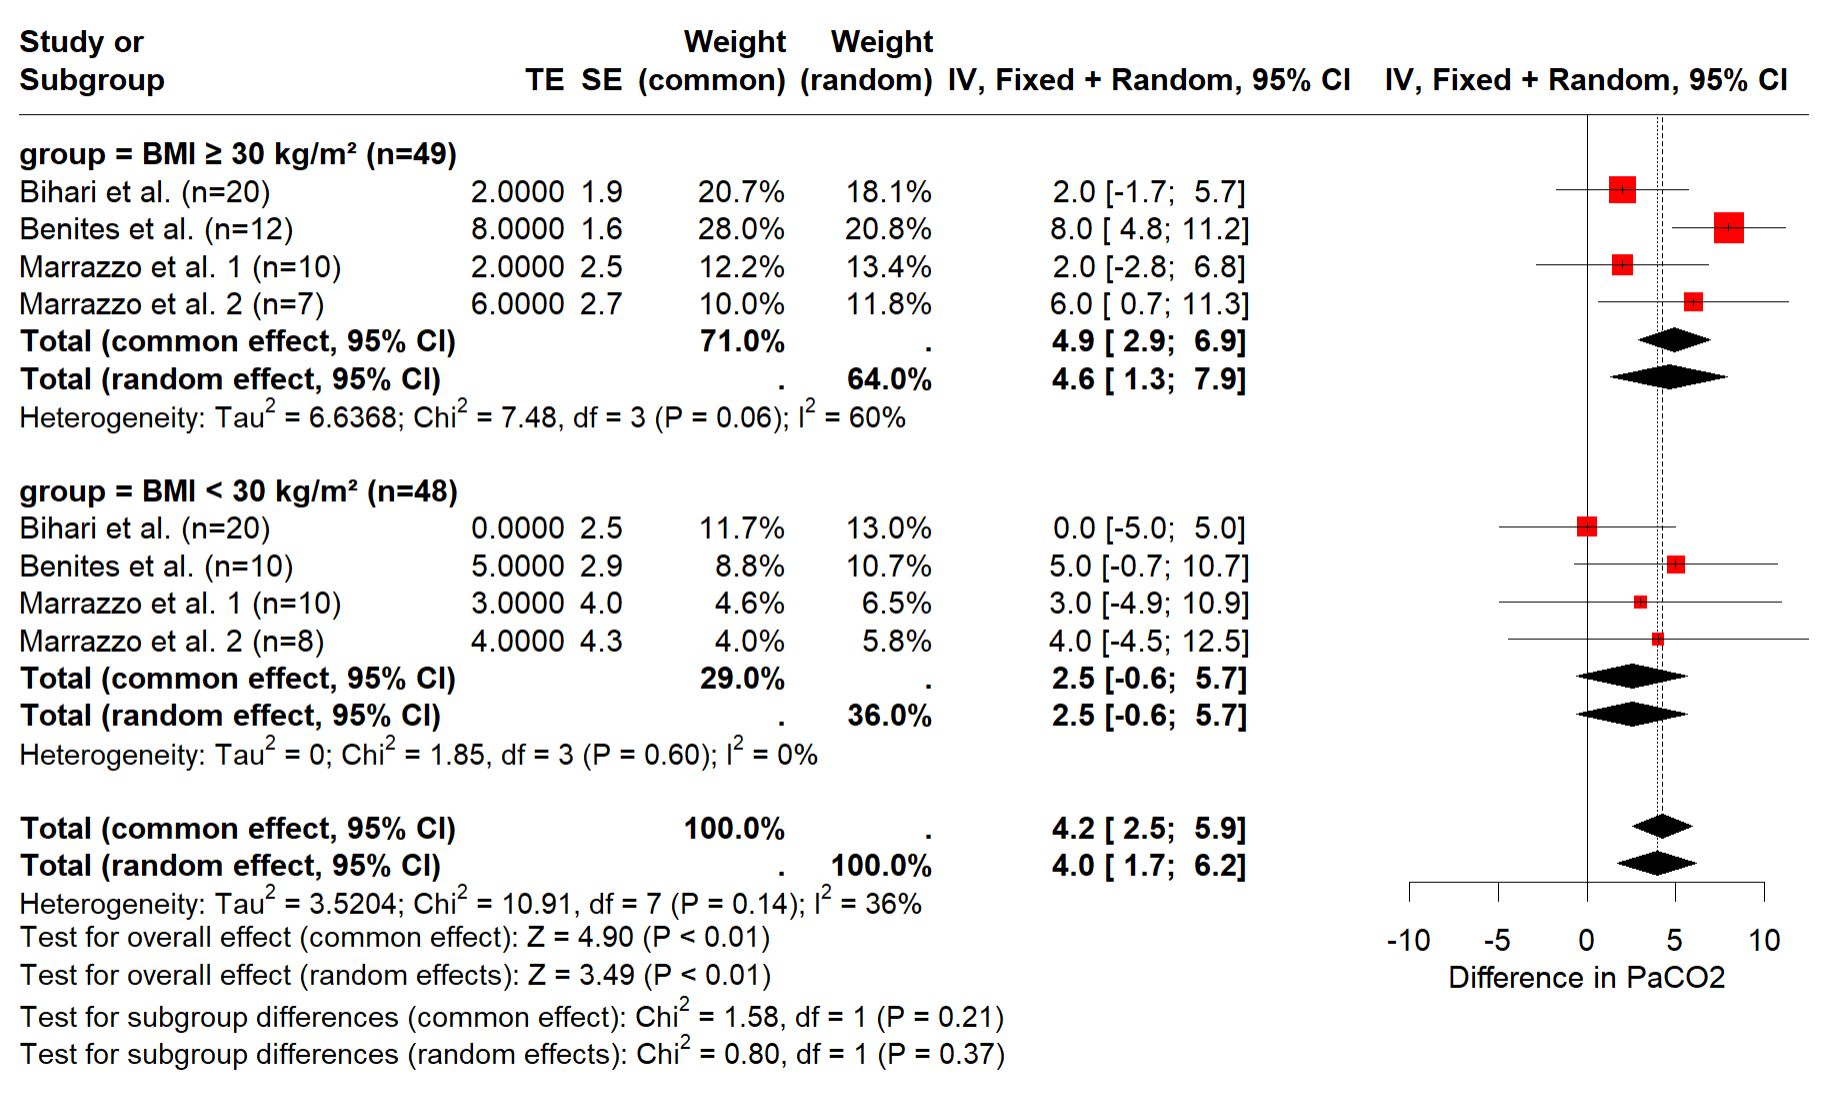 Study or Weight Weight
Subgroup TE SE (common) (random) IV, Fixed + Random, 95% CI IV, Fixed + Random, 95% CI
group = BMI ≥ 30 kg/m² (n=49)
Bihari et al. (n=20) 2.0000 1.9 20.7% 18.1% 2.0 [-1.7; 5.7]
Benites et al. (n=12) 8.0000 1.6 28.0% 20.8% 8.0 [ 4.8; 11.2]
Marrazzo et al. 1 (n=10) 2.0000 2.5 12.2% 13.4% 2.0 [-2.8; 6.8]
Marrazzo et al. 2 (n=7) 6.0000 2.7 10.0% 11.8% 6.0 [ 0.7; 11.3]
Total (common effect, 95% CI) 71.0% . 4.9 [ 2.9; 6.9]
Total (random effect, 95% CI) . 64.0% 4.6 [ 1.3; 7.9]
Heterogeneity: Tau² = 6.6368; Chi² = 7.48, df = 3 (P = 0.06); I² = 60%
group = BMI < 30 kg/m² (n=48)
Bihari et al. (n=20) 0.0000 2.5 11.7% 13.0% 0.0 [-5.0; 5.0]
Benites et al. (n=10) 5.0000 2.9 8.8% 10.7% 5.0 [-0.7; 10.7]
Marrazzo et al. 1 (n=10) 3.0000 4.0 4.6% 6.5% 3.0 [-4.9; 10.9]
Marrazzo et al. 2 (n=8) 4.0000 4.3 4.0% 5.8% 4.0 [-4.5; 12.5]
Total (common effect, 95% CI) 29.0% . 2.5 [-0.6; 5.7]
Total (random effect, 95% CI) . 36.0% 2.5 [-0.6; 5.7]
Heterogeneity: Tau² = 0; Chi² = 1.85, df = 3 (P = 0.60); I² = 0%
Total (common effect, 95% CI) 100.0% . 4.2 [ 2.5; 5.9]
Total (random effect, 95% CI) . 100.0% 4.0 [ 1.7; 6.2]
Heterogeneity: Tau² = 3.5204; Chi² = 10.91, df = 7 (P = 0.14); I² = 36%
Test for overall effect (common effect): Z = 4.90 (P < 0.01)
Test for overall effect (random effects): Z = 3.49 (P < 0.01)
Test for subgroup differences (common effect): Chi² = 1.58, df = 1 (P = 0.21)
Test for subgroup differences (random effects): Chi² = 0.80, df = 1 (P = 0.37)
-10 -5 0 5 10
Difference in PaCO2